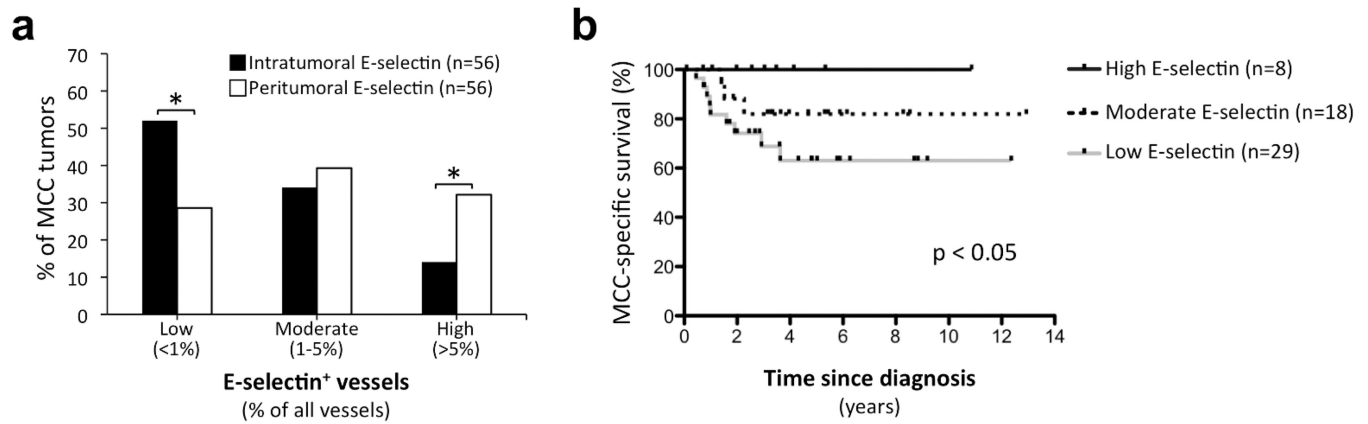 a
% of MCC tumors
70
60
50
40
30
20
10
0
Intratumoral E-selectin (n=56)
Peritumoral E-selectin (n=56)
*
*
Low
(<1%)
Moderate
(1-5%)
High
(>5%)
E-selectin⁺ vessels
(% of all vessels)
b
MCC-specific survival (%)
100
80
60
40
20
0
0 2 4 6 8 10 12 14
p < 0.05
Time since diagnosis
(years)
High E-selectin (n=8)
Moderate E-selectin (n=18)
Low E-selectin (n=29)